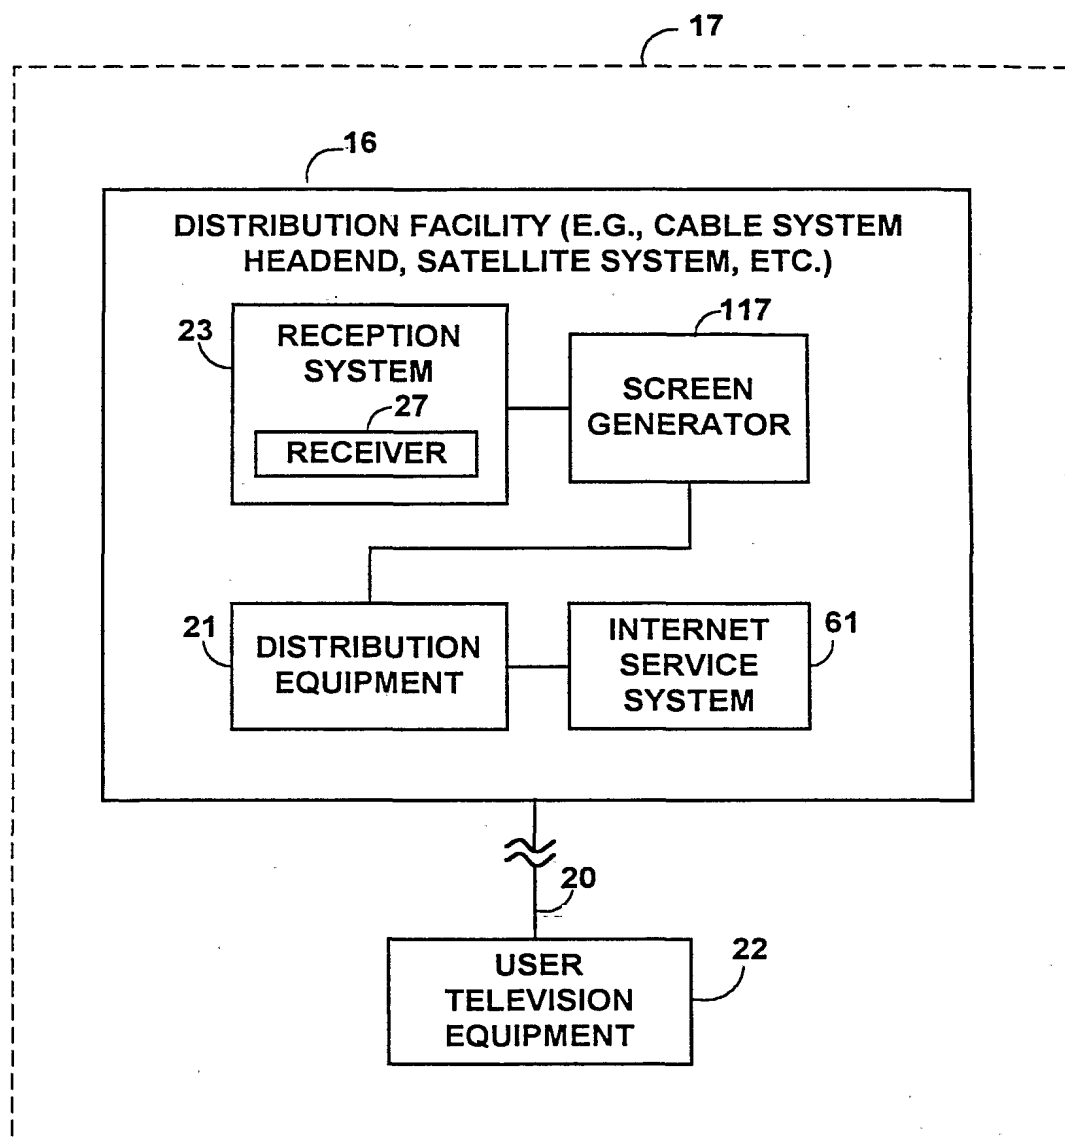 17
16
DISTRIBUTION FACILITY (E.G., CABLE SYSTEM
HEADEND, SATELLITE SYSTEM, ETC.)
23
RECEPTION
SYSTEM
27
RECEIVER
117
SCREEN
GENERATOR
21
DISTRIBUTION
EQUIPMENT
INTERNET
SERVICE
SYSTEM
61
20
USER
TELEVISION
EQUIPMENT
22